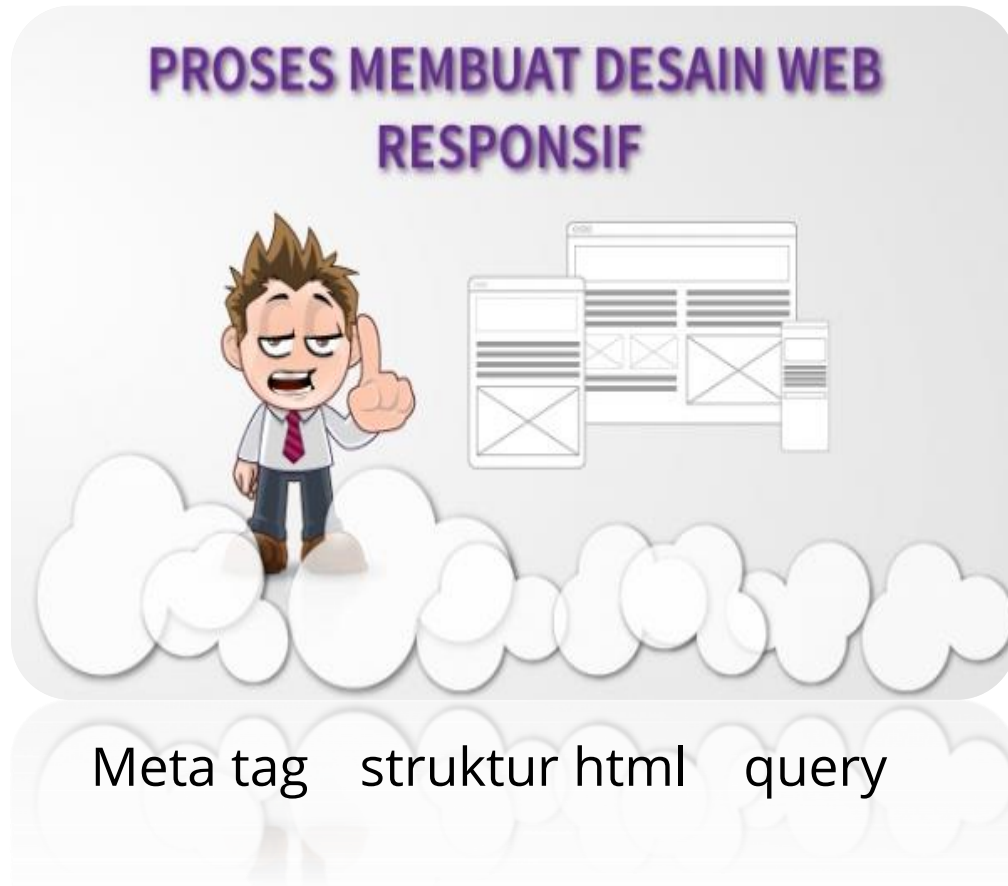 PROSES MEMBUAT DESAIN WEB
RESPONSIF
Meta tag struktur html query